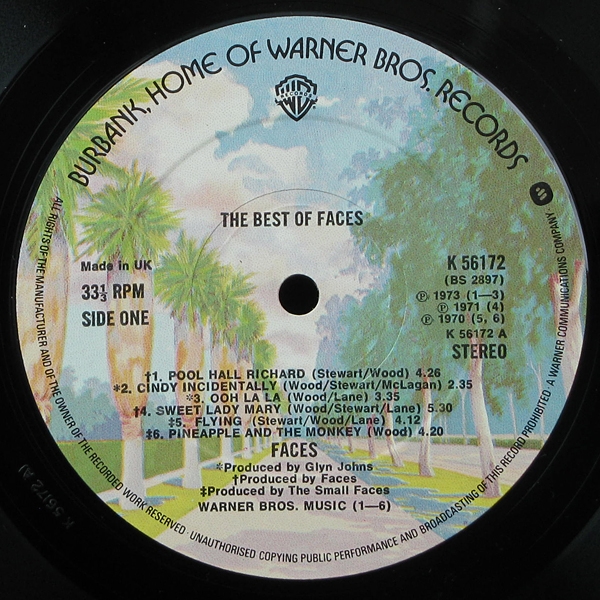 BURBANK, HOME OF WARNER BROS. RECORDS
RECORDS
THE BEST OF FACES
Made in UK
33⅓ RPM
SIDE ONE
K 56172
(BS 2897)
Ⓟ 1973 (1—3)
Ⓟ 1971 (4)
Ⓟ 1970 (5, 6)
K 56172 A
STEREO
†1. POOL HALL RICHARD (Stewart/Wood) 4.26
*2. CINDY INCIDENTALLY (Wood/Stewart/McLagan) 2.35
*3. OOH LA LA (Wood/Lane) 3.35
†4. SWEET LADY MARY (Wood/Stewart/Lane) 5.30
‡5. FLYING (Stewart/Wood/Lane) 4.12
‡6. PINEAPPLE AND THE MONKEY (Wood) 4.20
FACES
*Produced by Glyn Johns
†Produced by Faces
‡Produced by The Small Faces
WARNER BROS. MUSIC (1—6)
ALL RIGHTS OF THE MANUFACTURER AND OF THE OWNER OF THE RECORDED WORK RESERVED · UNAUTHORISED COPYING PUBLIC PERFORMANCE AND BROADCASTING OF THIS RECORD PROHIBITED · A WARNER COMMUNICATIONS COMPANY
K 56172 A1